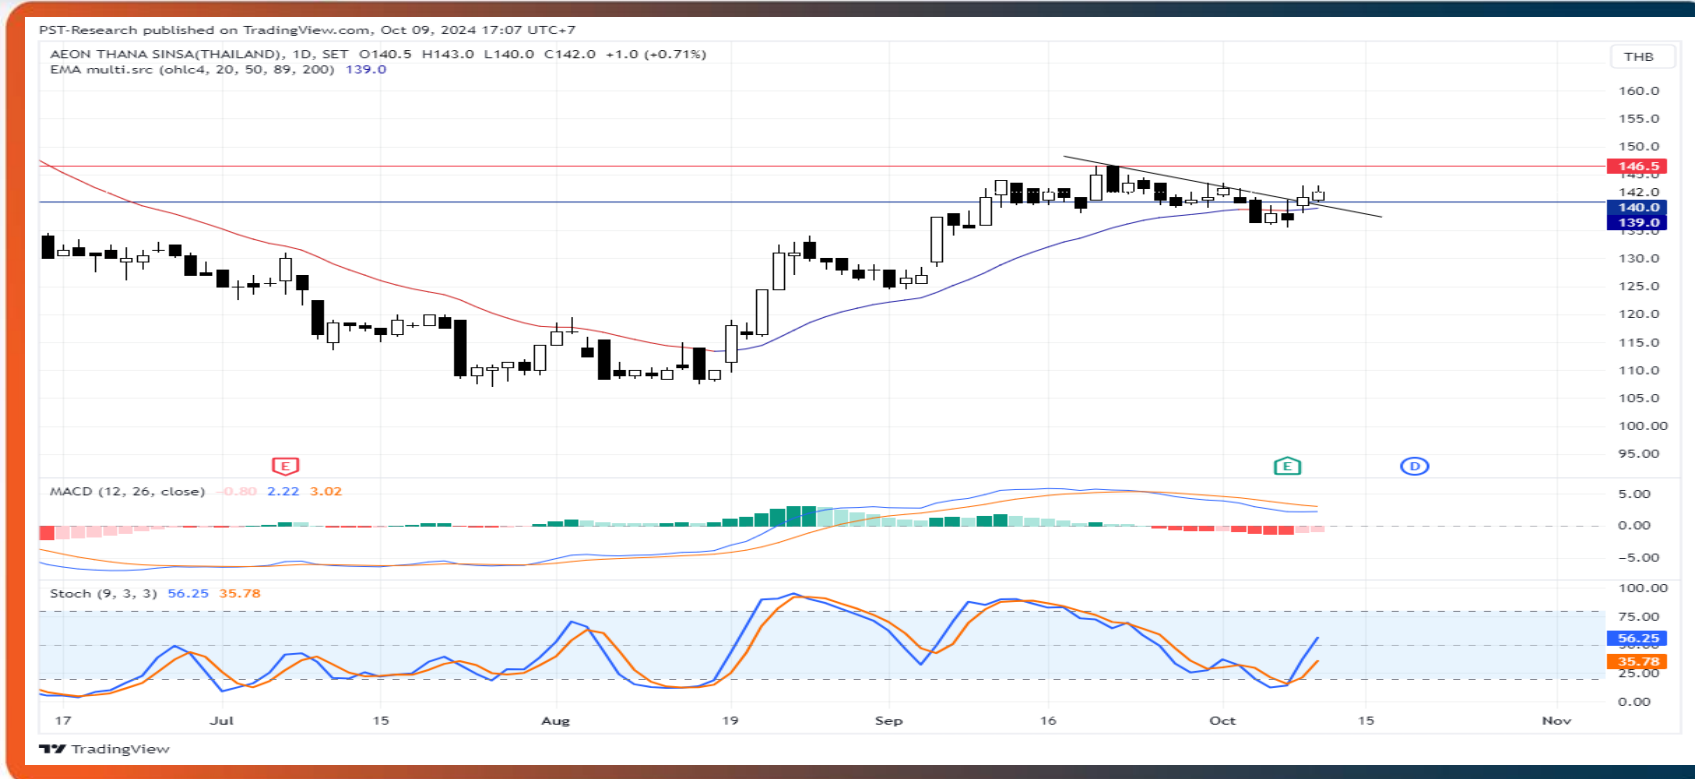 PST-Research published on TradingView.com, Oct 09, 2024 17:07 UTC+7
AEON THANA SINSA(THAILAND), 1D, SET O140.5 H143.0 L140.0 C142.0 +1.0 (+0.71%)
EMA multi.src (ohlc4, 20, 50, 89, 200) 139.0
THB
160.0
155.0
150.0
146.5
145.0
142.0
140.0
139.0
135.0
130.0
125.0
120.0
115.0
110.0
105.0
100.00
95.00
E
E
D
MACD (12, 26, close) -0.80 2.22 3.02
5.00
0.00
-5.00
Stoch (9, 3, 3) 56.25 35.78
100.00
75.00
56.25
50.00
35.78
25.00
0.00
17 Jul 15 Aug 19 Sep 16 Oct 15 Nov
TradingView